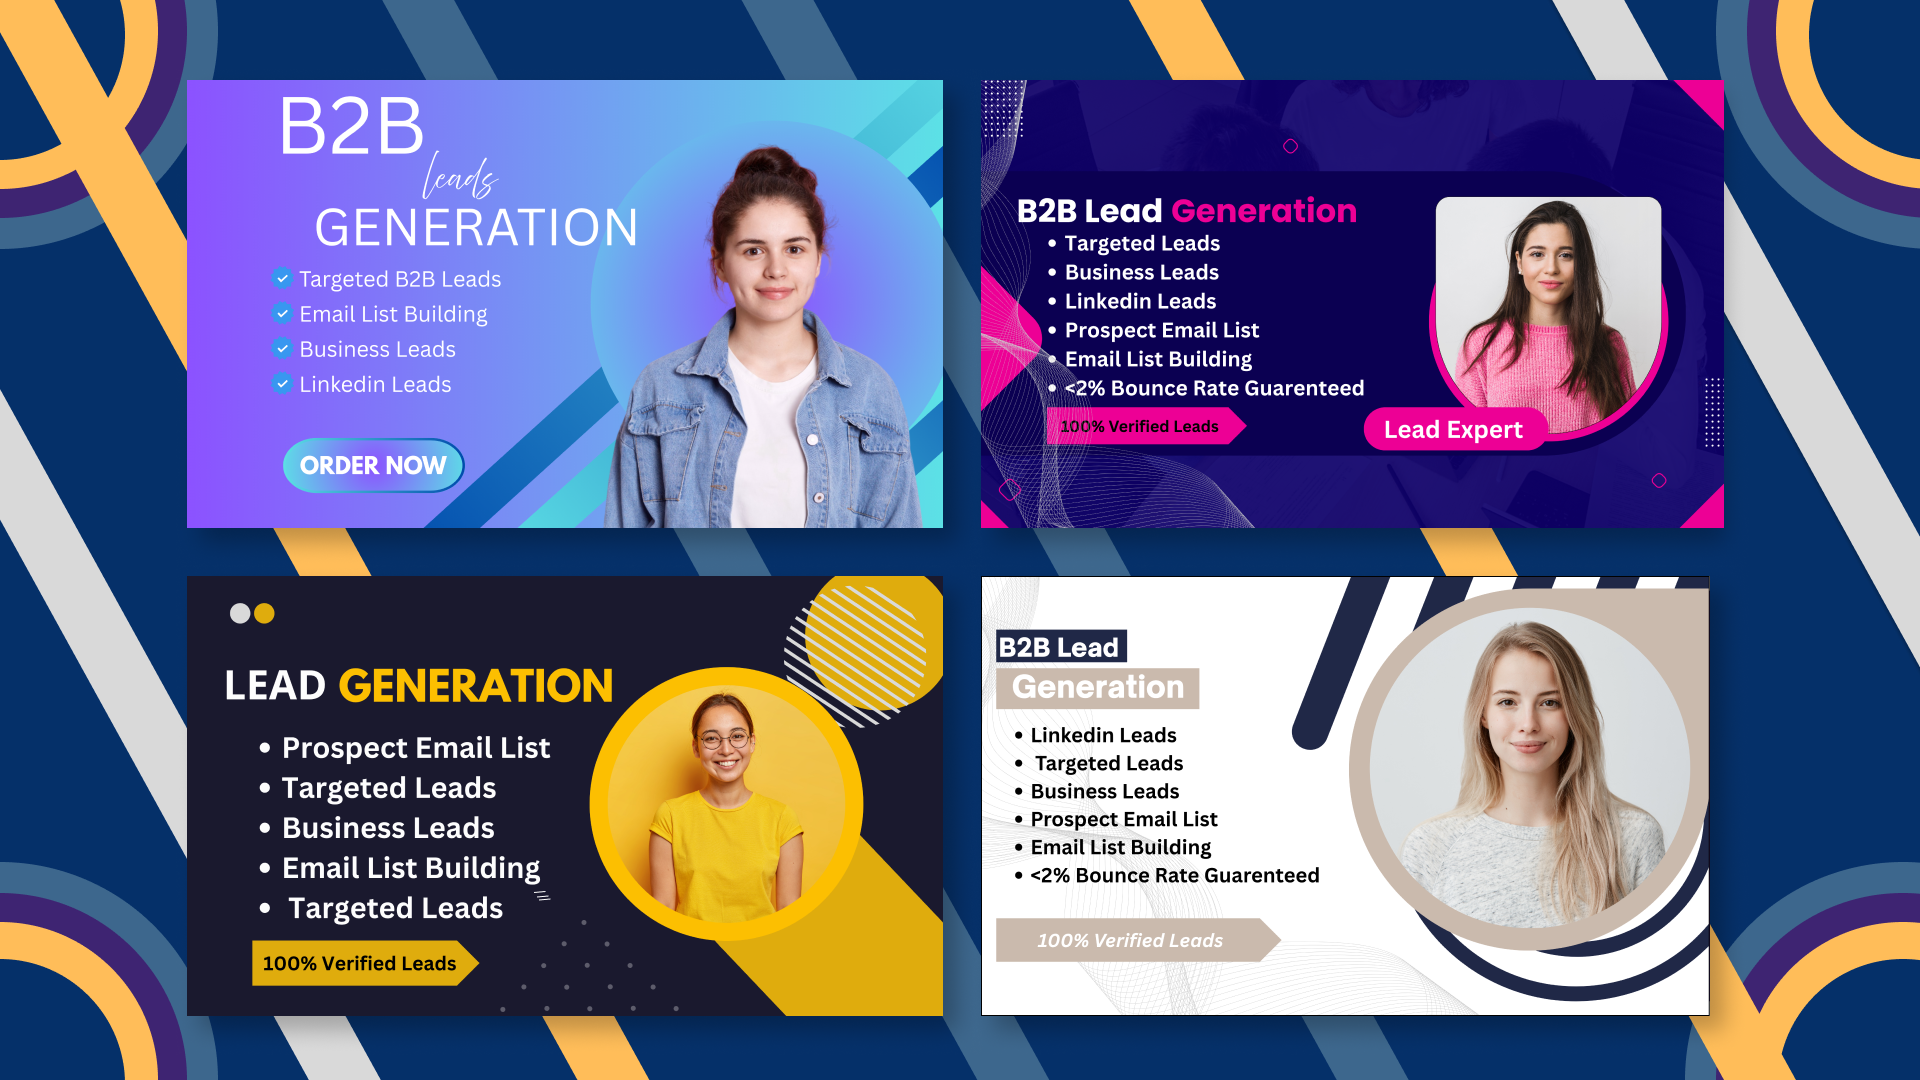 B2B
leads
GENERATION
Targeted B2B Leads
Email List Building
Business Leads
Linkedin Leads
ORDER NOW
B2B Lead Generation
Targeted Leads
Business Leads
Linkedin Leads
Prospect Email List
Email List Building
<2% Bounce Rate Guarenteed
100% Verified Leads
Lead Expert
LEAD GENERATION
Prospect Email List
Targeted Leads
Business Leads
Email List Building
Targeted Leads
100% Verified Leads
B2B Lead
Generation
Linkedin Leads
Targeted Leads
Business Leads
Prospect Email List
Email List Building
<2% Bounce Rate Guarenteed
100% Verified Leads